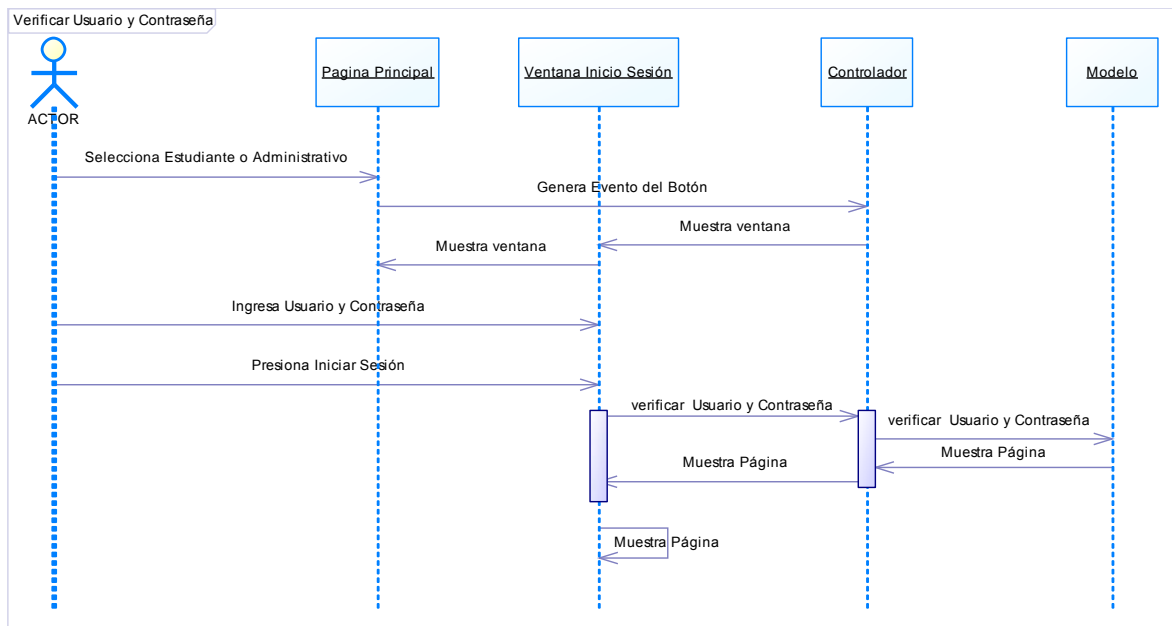 Verificar Usuario y Contraseña
ACTOR
Pagina Principal
Ventana Inicio Sesión
Controlador
Modelo
Selecciona Estudiante o Administrativo
Genera Evento del Botón
Muestra ventana
Muestra ventana
Ingresa Usuario y Contraseña
Presiona Iniciar Sesión
verificar Usuario y Contraseña
verificar Usuario y Contraseña
Muestra Página
Muestra Página
Muestra Página